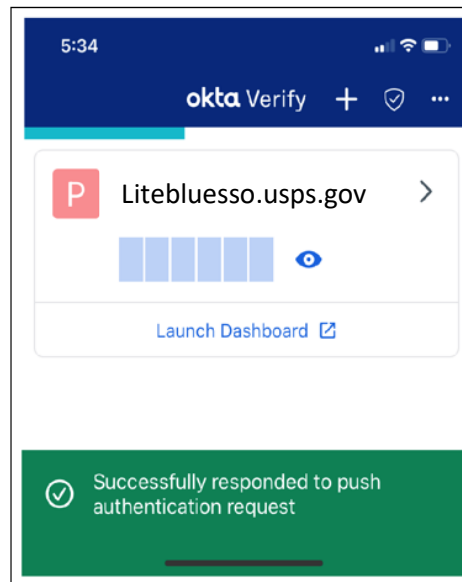 5:34
okta Verify
P
Litebluesso.usps.gov
Launch Dashboard
Successfully responded to push
authentication request